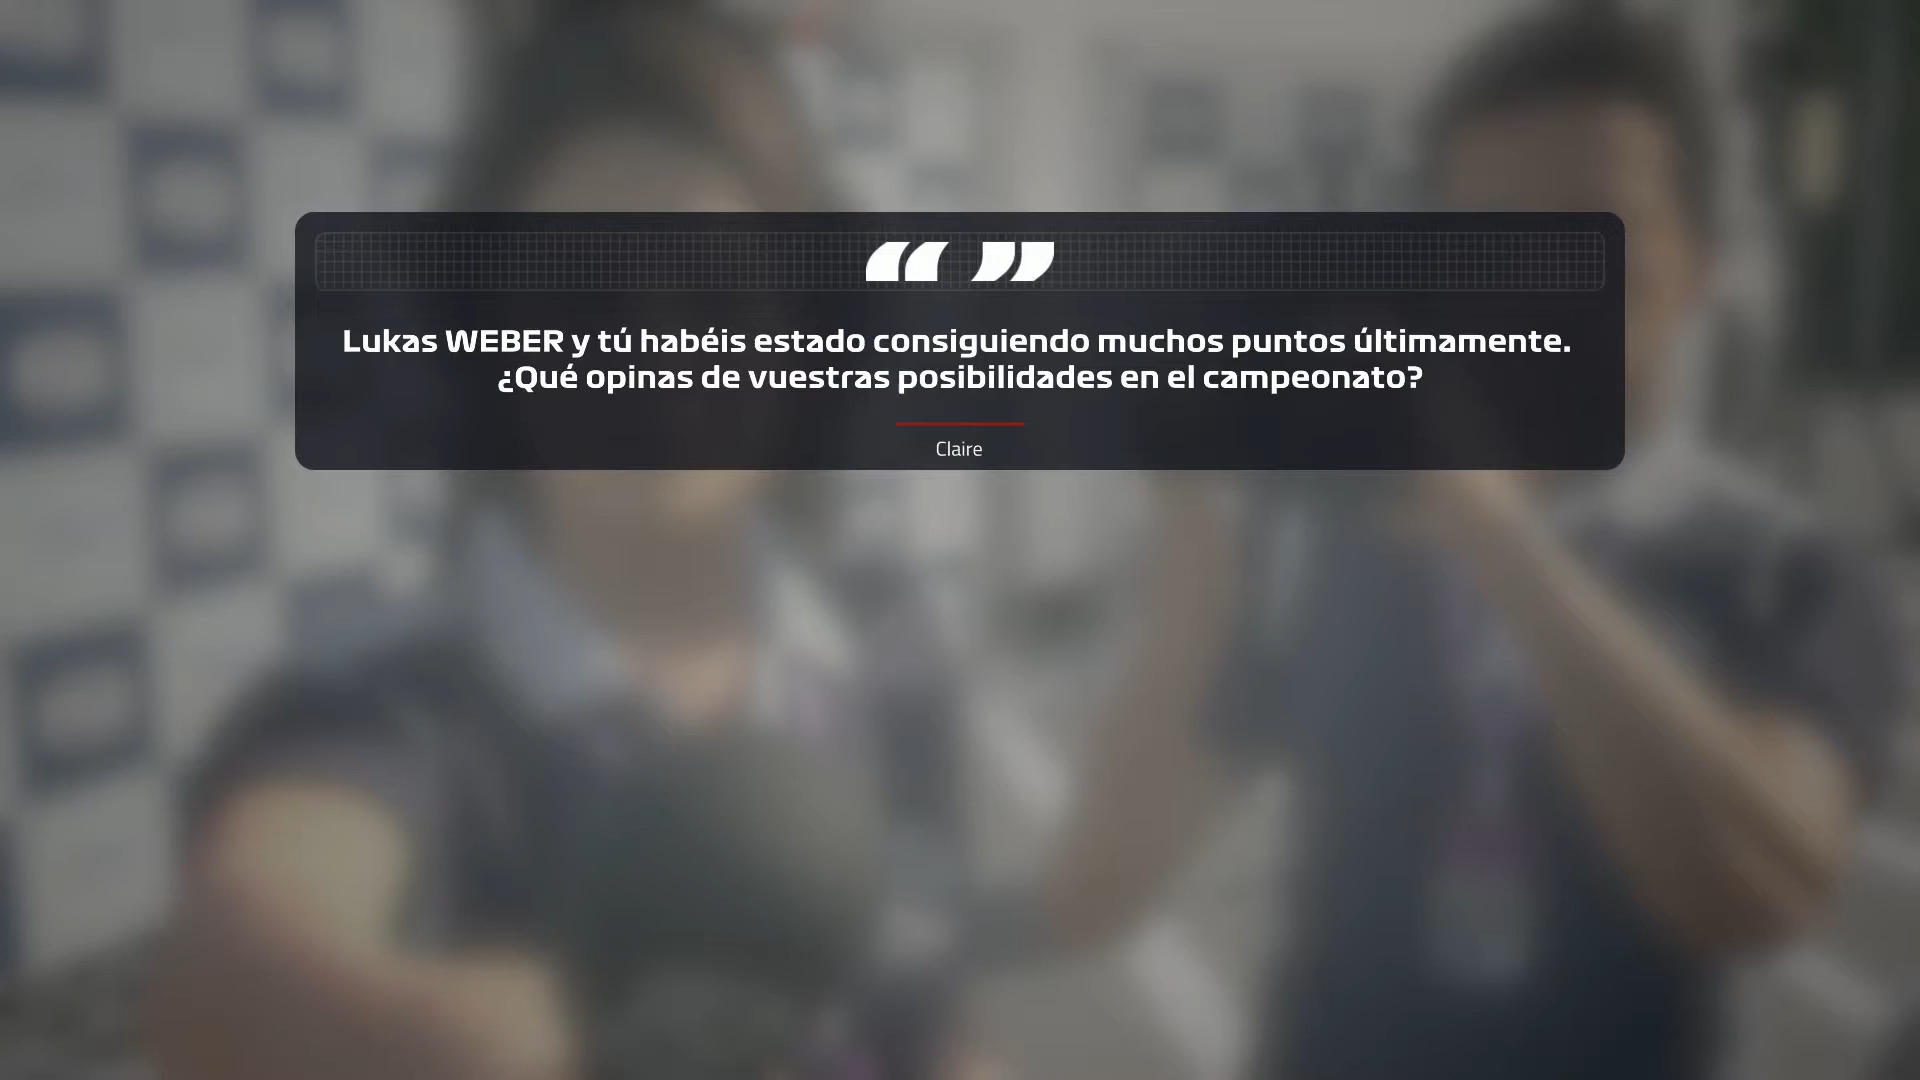 “ ”
Lukas WEBER y tú habéis estado consiguiendo muchos puntos últimamente.
¿Qué opinas de vuestras posibilidades en el campeonato?
Claire